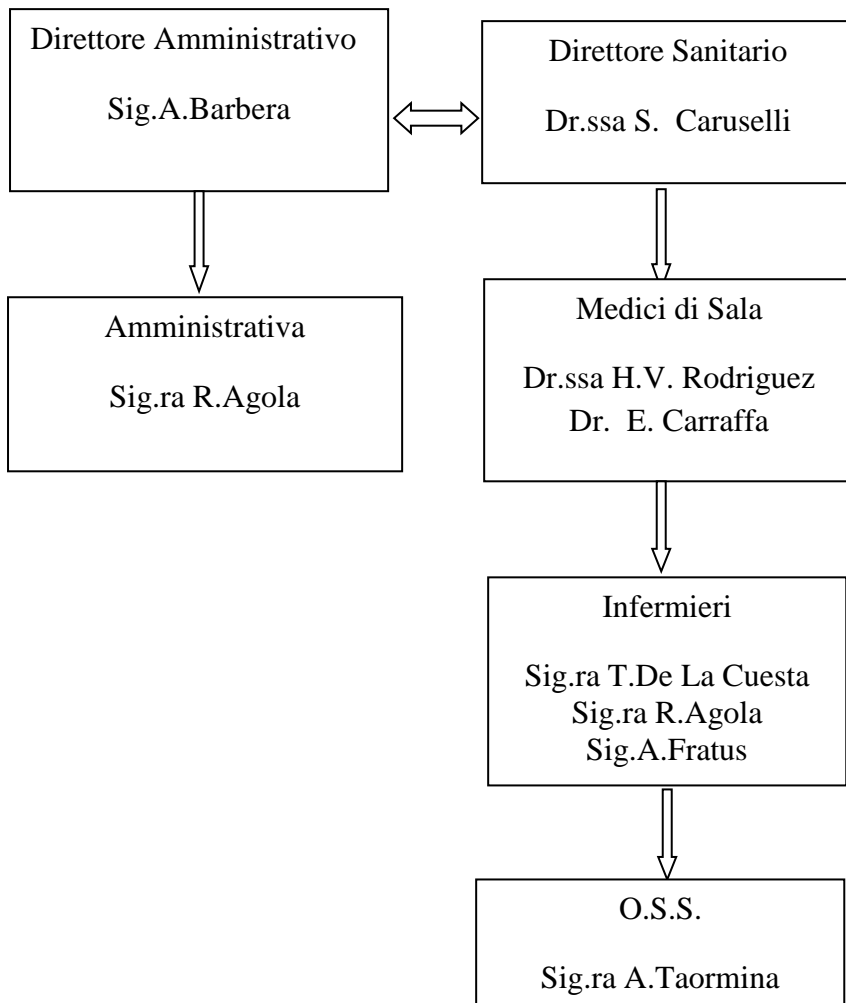 Direttore Amministrativo
Sig.A.Barbera
Direttore Sanitario
Dr.ssa S. Caruselli
Amministrativa
Sig.ra R.Agola
Medici di Sala
Dr.ssa H.V. Rodriguez
Dr. E. Carraffa
Infermieri
Sig.ra T.De La Cuesta
Sig.ra R.Agola
Sig.A.Fratus
O.S.S.
Sig.ra A.Taormina